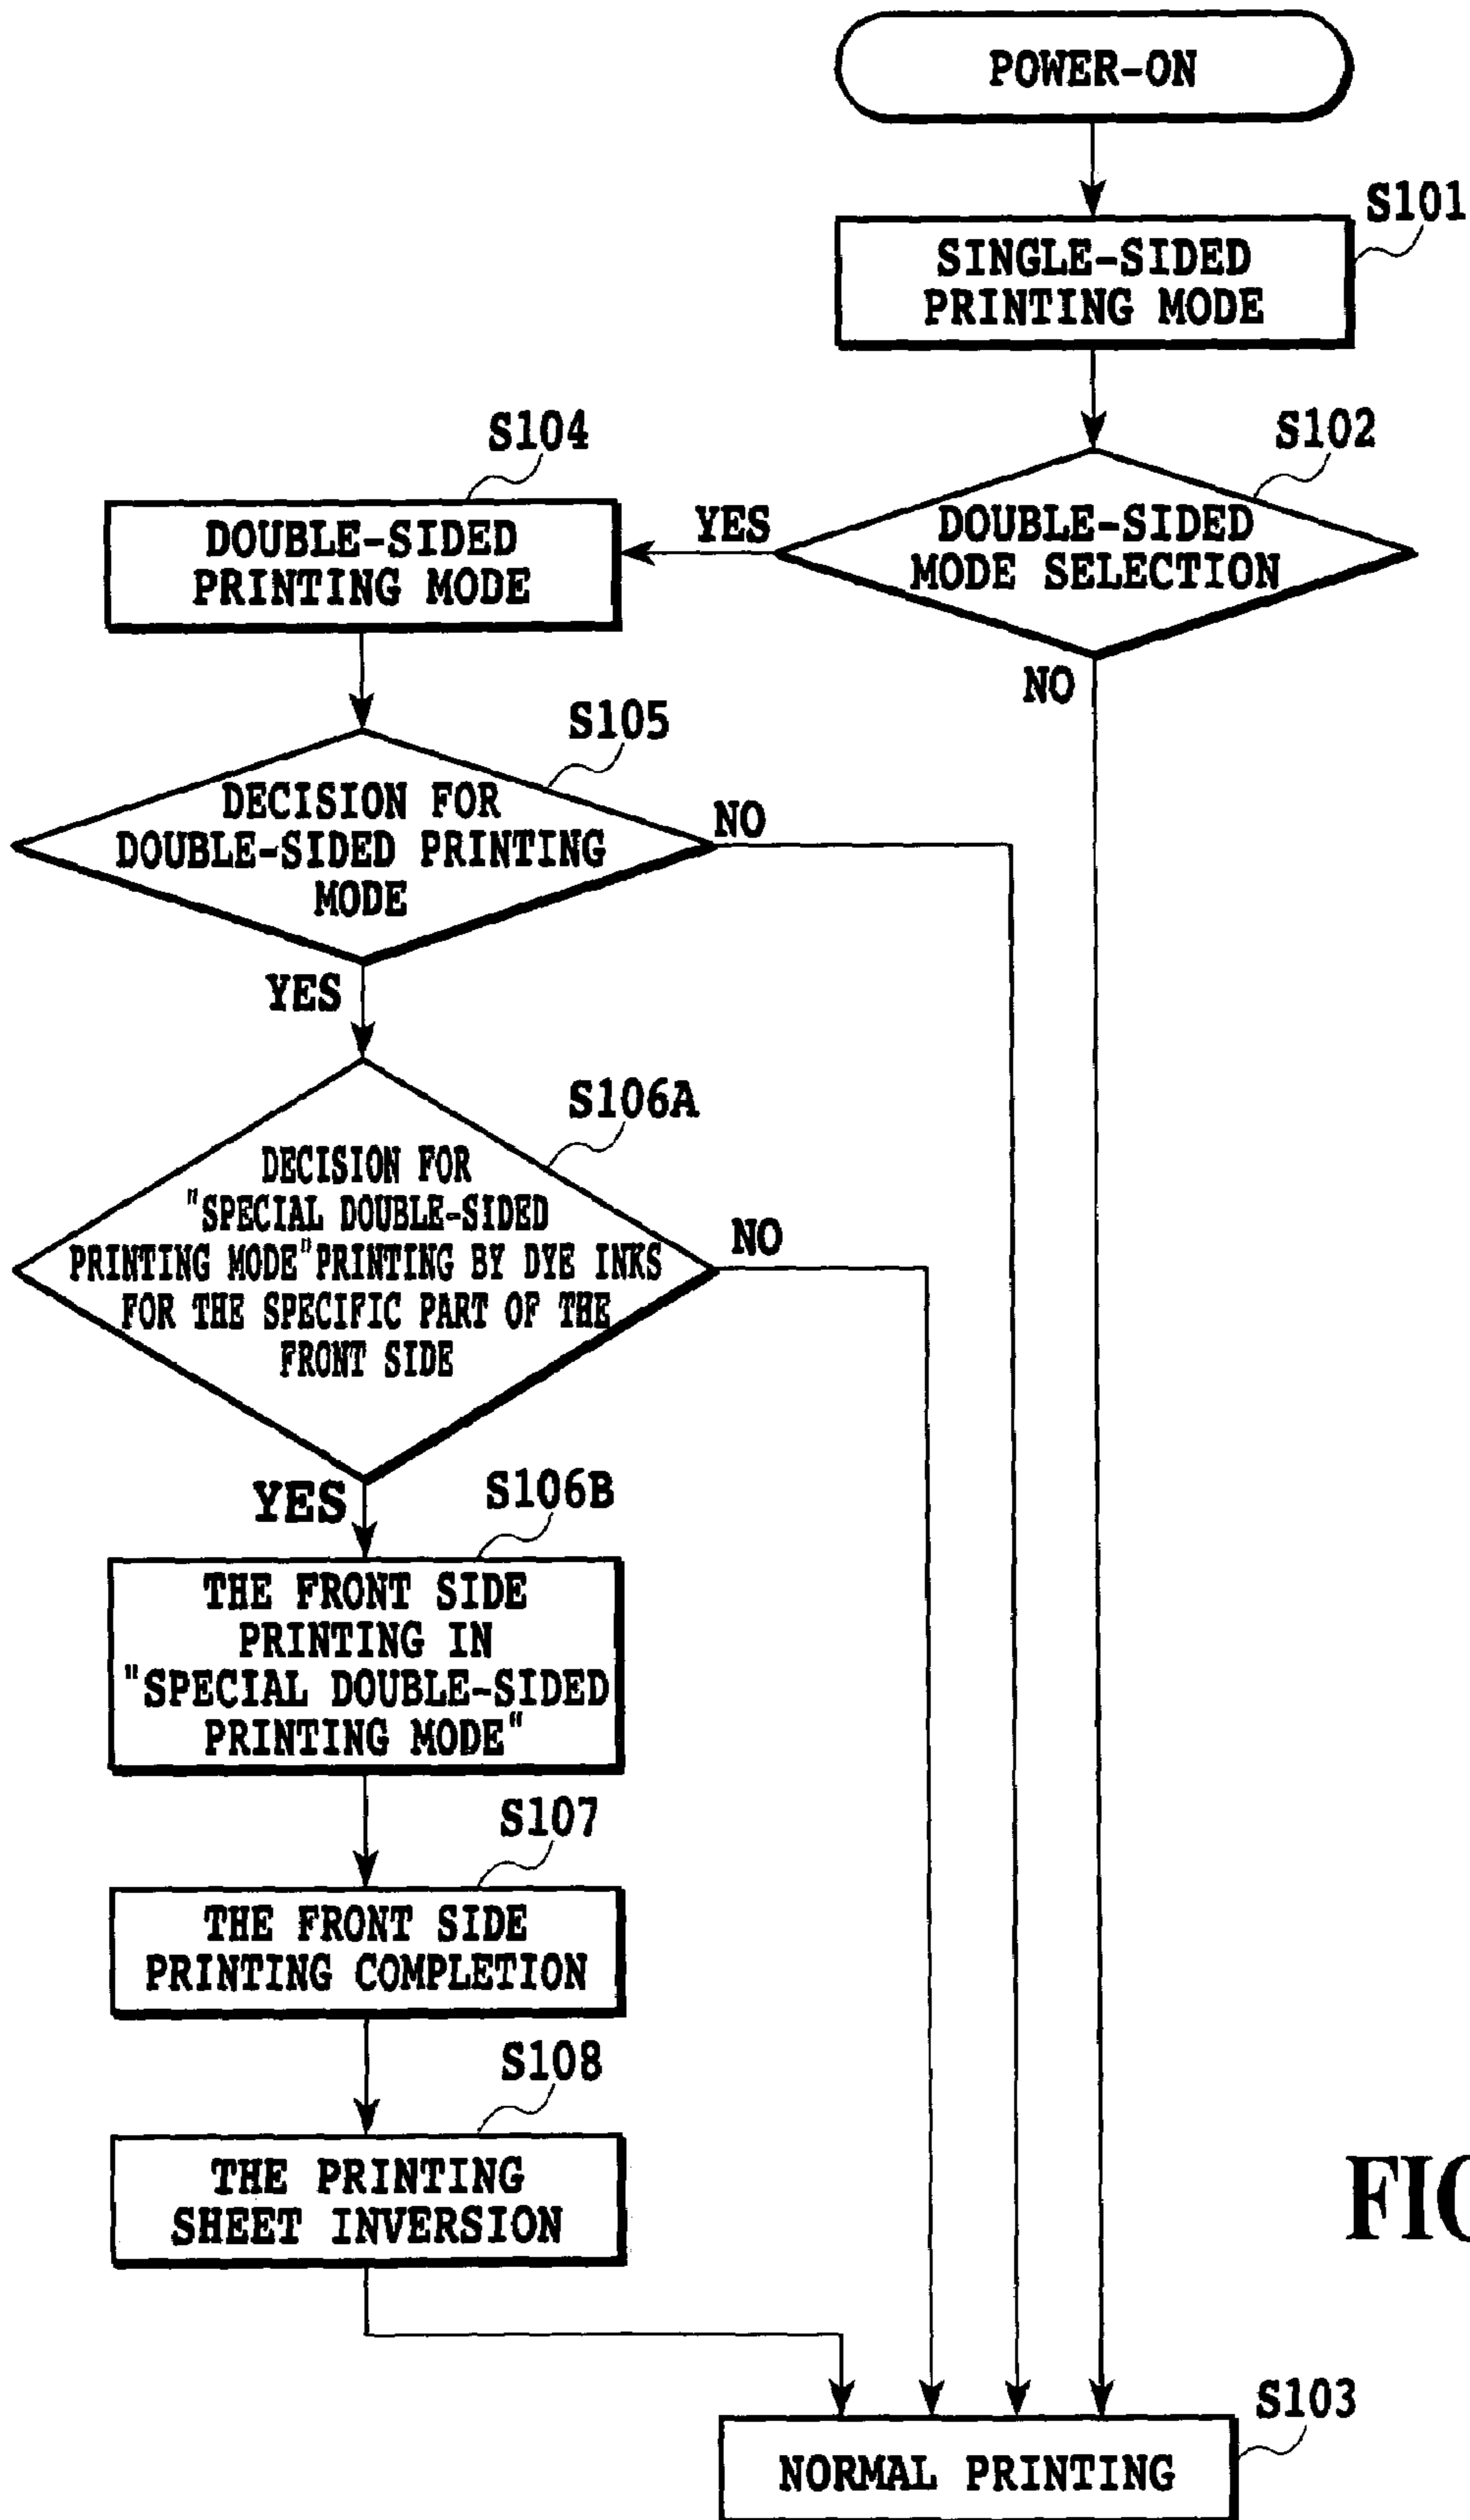 POWER-ON
S101
SINGLE-SIDED
PRINTING MODE
S102
DOUBLE-SIDED
MODE SELECTION
YES
NO
S104
DOUBLE-SIDED
PRINTING MODE
S105
DECISION FOR
DOUBLE-SIDED PRINTING
MODE
NO
YES
S106A
DECISION FOR
"SPECIAL DOUBLE-SIDED
PRINTING MODE"PRINTING BY DYE INKS
FOR THE SPECIFIC PART OF THE
FRONT SIDE
NO
YES
S106B
THE FRONT SIDE
PRINTING IN
"SPECIAL DOUBLE-SIDED
PRINTING MODE"
S107
THE FRONT SIDE
PRINTING COMPLETION
S108
THE PRINTING
SHEET INVERSION
S103
NORMAL PRINTING